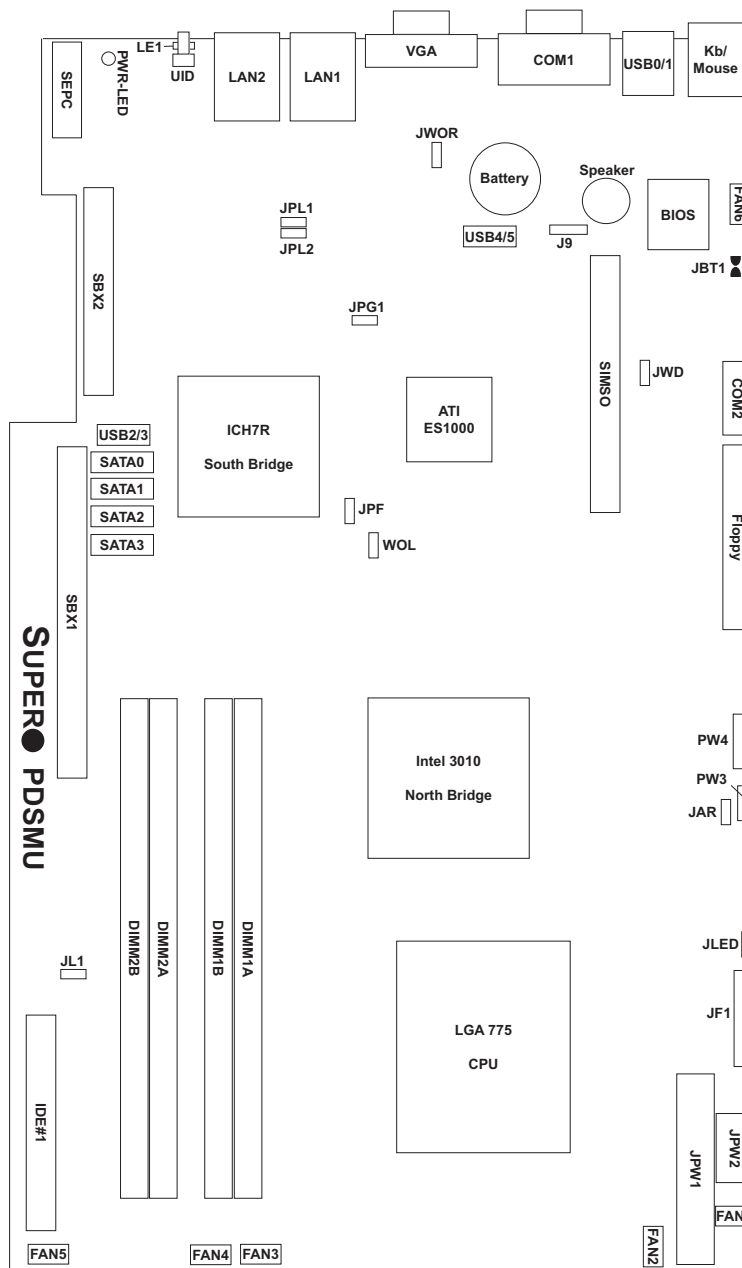 LE1
UID
PWR-LED
SEPC
LAN2
LAN1
VGA
COM1
USB0/1
Kb/
Mouse
JWOR
Battery
Speaker
BIOS
FAN6
JPL1
JPL2
USB4/5
J9
JBT1
SBX2
JPG1
SIMSO
JWD
COM2
ICH7R
South Bridge
ATI
ES1000
USB2/3
SATA0
SATA1
SATA2
SATA3
JPF
WOL
Floppy
SBX1
SUPER PDSMU
Intel 3010
North Bridge
PW4
PW3
JAR
DIMM2B
DIMM2A
DIMM1B
DIMM1A
JLED
JL1
JF1
LGA 775
CPU
IDE#1
JPW1
JPW2
FAN
FAN5
FAN4
FAN3
FAN2